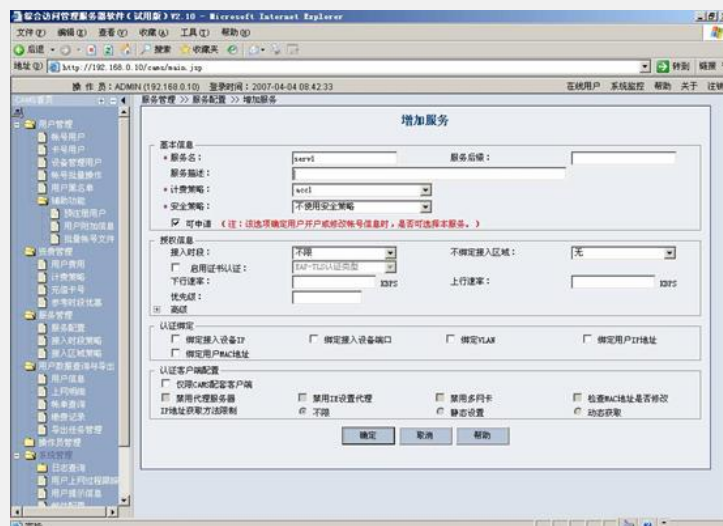 综合访问管理服务器软件（试用版）V2.10 - Microsoft Internet Explorer
文件(F) 编辑(E) 查看(V) 收藏(A) 工具(T) 帮助(H)
后退 搜索 收藏夹
地址(D) http://192.168.0.10/cams/main.jsp 转到 链接
操 作 员：ADMIN (192.168.0.10) 登录时间：2007-04-04 08:42:33 在线用户 系统监控 帮助 关于 注销
CAMS首页 服务管理 >> 服务配置 >> 增加服务
增加服务
用户管理
帐号用户
卡号用户
设备管理用户
帐号批量操作
用户黑名单
辅助功能
预注册用户
用户附加信息
批量帐号文件
资费管理
用户费用
计费策略
充值卡号
参考时段优惠
服务管理
服务配置
接入时段策略
接入区域策略
用户数据查询与导出
用户信息
上网明细
帐单查询
缴费记录
导出任务管理
操作员管理
系统管理
日志查询
用户上网过程跟踪
用户提示信息
基本信息
* 服务名： serv1 服务后缀：
服务描述：
* 计费策略： acc1
* 安全策略： 不使用安全策略
可申请 （注：该选项确定用户开户或修改帐号信息时，是否可选择本服务。）
授权信息
接入时段： 不限 不绑定接入区域： 无
启用证书认证： EAP-TLS认证类型
下行速率： KBPS 上行速率： KBPS
优先级：
高级
认证绑定
绑定接入设备IP 绑定接入设备端口 绑定VLAN 绑定用户IP地址
绑定用户MAC地址
认证客户端配置
仅限CAMS配套客户端
禁用代理服务器 禁用IE设置代理 禁用多网卡 检查MAC地址是否修改
IP地址获取方法限制 不限 静态设置 动态获取
确定 取消 帮助